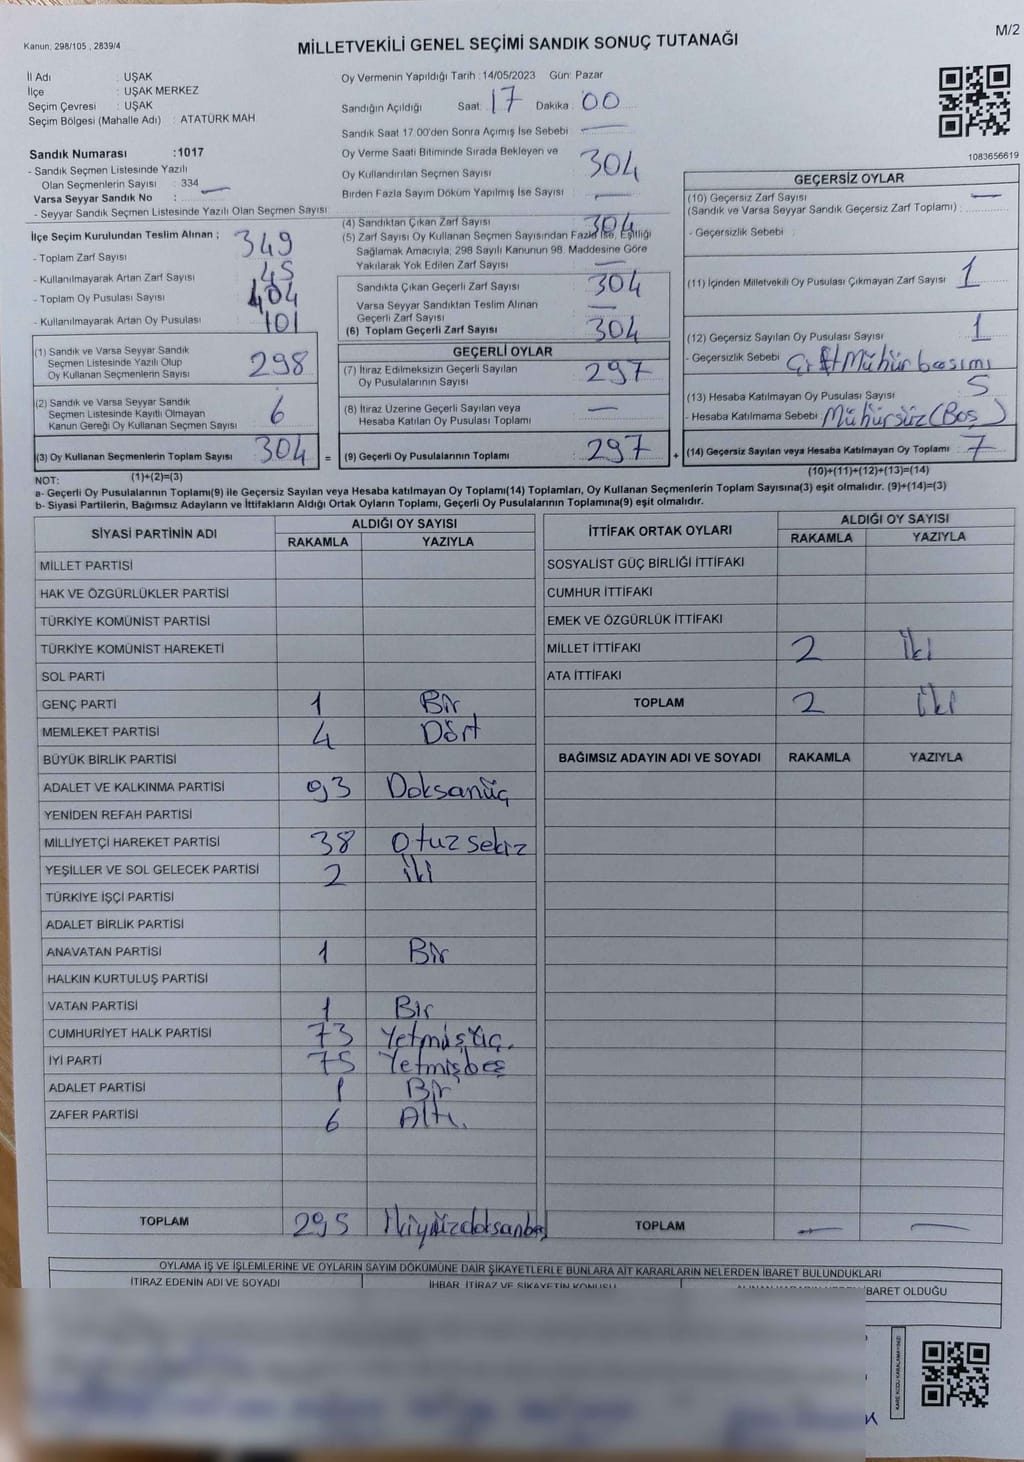 Kanun, 298/105 , 2839/4
MİLLETVEKİLİ GENEL SEÇİMİ SANDIK SONUÇ TUTANAĞI
M/2
İl Adı : UŞAK
İlçe : UŞAK MERKEZ
Seçim Çevresi : UŞAK
Seçim Bölgesi (Mahalle Adı) : ATATÜRK MAH
Sandık Numarası :1017
- Sandık Seçmen Listesinde Yazılı
Olan Seçmenlerin Sayısı : 334
Varsa Seyyar Sandık No : —
- Seyyar Sandık Seçmen Listesinde Yazılı Olan Seçmen Sayısı
Oy Vermenin Yapıldığı Tarih :14/05/2023 Gün: Pazar
Sandığın Açıldığı Saat: 17 Dakika : 00
Sandık Saat 17:00'den Sonra Açımış İse Sebebi —
Oy Verme Saati Bitiminde Sırada Bekleyen ve
Oy Kullandırılan Seçmen Sayısı 304
Birden Fazla Sayım Döküm Yapılmış İse Sayısı —
1083656619
İlçe Seçim Kurulundan Teslim Alınan ;
- Toplam Zarf Sayısı 349
- Kullanılmayarak Artan Zarf Sayısı 45
- Toplam Oy Pusulası Sayısı 404
- Kullanılmayarak Artan Oy Pusulası 101
(1) Sandık ve Varsa Seyyar Sandık
Seçmen Listesinde Yazılı Olup
Oy Kullanan Seçmenlerin Sayısı 298
(2) Sandık ve Varsa Seyyar Sandık
Seçmen Listesinde Kayıtlı Olmayan
Kanun Gereği Oy Kullanan Seçmen Sayısı 6
(3) Oy Kullanan Seçmenlerin Toplam Sayısı 304 =
(1)+(2)=(3)
(4) Sandıktan Çıkan Zarf Sayısı 304
(5) Zarf Sayısı Oy Kullanan Seçmen Sayısından Fazla İse, Eşitliği
Sağlamak Amacıyla, 298 Sayılı Kanunun 98. Maddesine Göre
Yakılarak Yok Edilen Zarf Sayısı —
Sandıkta Çıkan Geçerli Zarf Sayısı 304
Varsa Seyyar Sandıktan Teslim Alınan
Geçerli Zarf Sayısı —
(6) Toplam Geçerli Zarf Sayısı 304
GEÇERLİ OYLAR
(7) İtiraz Edilmeksizin Geçerli Sayılan
Oy Pusulalarının Sayısı 297
(8) İtiraz Üzerine Geçerli Sayılan veya
Hesaba Katılan Oy Pusulası Toplamı —
(9) Geçerli Oy Pusulalarının Toplamı 297 +
GEÇERSİZ OYLAR
(10) Geçersiz Zarf Sayısı —
(Sandık ve Varsa Seyyar Sandık Geçersiz Zarf Toplamı) :
- Geçersizlik Sebebi :
(11) İçinden Milletvekili Oy Pusulası Çıkmayan Zarf Sayısı 1
(12) Geçersiz Sayılan Oy Pusulası Sayısı 1
- Geçersizlik Sebebi Çift Mühür basımı
(13) Hesaba Katılmayan Oy Pusulası Sayısı 5
- Hesaba Katılmama Sebebi : Mühürsüz (Boş)
(14) Geçersiz Sayılan veya Hesaba Katılmayan Oy Toplamı : 7
(10)+(11)+(12)+(13)=(14)
NOT:
a- Geçerli Oy Pusulalarının Toplamı(9) ile Geçersiz Sayılan veya Hesaba katılmayan Oy Toplamı(14) Toplamları, Oy Kullanan Seçmenlerin Toplam Sayısına(3) eşit olmalıdır. (9)+(14)=(3)
b- Siyasi Partilerin, Bağımsız Adayların ve İttifakların Aldığı Ortak Oyların Toplamı, Geçerli Oy Pusulalarının Toplamına(9) eşit olmalıdır.
SİYASİ PARTİNİN ADI
ALDIĞI OY SAYISI
RAKAMLA YAZIYLA
MİLLET PARTİSİ
HAK VE ÖZGÜRLÜKLER PARTİSİ
TÜRKİYE KOMÜNİST PARTİSİ
TÜRKİYE KOMÜNİST HAREKETİ
SOL PARTİ
GENÇ PARTİ 1 Bir
MEMLEKET PARTİSİ 4 Dört
BÜYÜK BİRLİK PARTİSİ
ADALET VE KALKINMA PARTİSİ 93 Doksanüç
YENİDEN REFAH PARTİSİ
MİLLİYETÇİ HAREKET PARTİSİ 38 Otuz sekiz
YEŞİLLER VE SOL GELECEK PARTİSİ 2 iki
TÜRKİYE İŞÇİ PARTİSİ
ADALET BİRLİK PARTİSİ
ANAVATAN PARTİSİ 1 Bir
HALKIN KURTULUŞ PARTİSİ
VATAN PARTİSİ 1 Bir
CUMHURİYET HALK PARTİSİ 73 Yetmişüç.
İYİ PARTİ 75 Yetmişbeş
ADALET PARTİSİ 1 Bir
ZAFER PARTİSİ 6 Altı.
TOPLAM 295 İkiyüzdoksanbeş
İTTİFAK ORTAK OYLARI
ALDIĞI OY SAYISI
RAKAMLA YAZIYLA
SOSYALİST GÜÇ BİRLİĞİ İTTİFAKI
CUMHUR İTTİFAKI
EMEK VE ÖZGÜRLÜK İTTİFAKI
MİLLET İTTİFAKI 2 iki
ATA İTTİFAKI
TOPLAM 2 iki
BAĞIMSIZ ADAYIN ADI VE SOYADI RAKAMLA YAZIYLA
TOPLAM — —
OYLAMA İŞ VE İŞLEMLERİNE VE OYLARIN SAYIM DÖKÜMÜNE DAİR ŞİKAYETLERLE BUNLARA AİT KARARLARIN NELERDEN İBARET BULUNDUKLARI
İTİRAZ EDENİN ADI VE SOYADI İHBAR, İTİRAZ VE ŞİKAYETİN KONUSU İBARET OLDUĞU